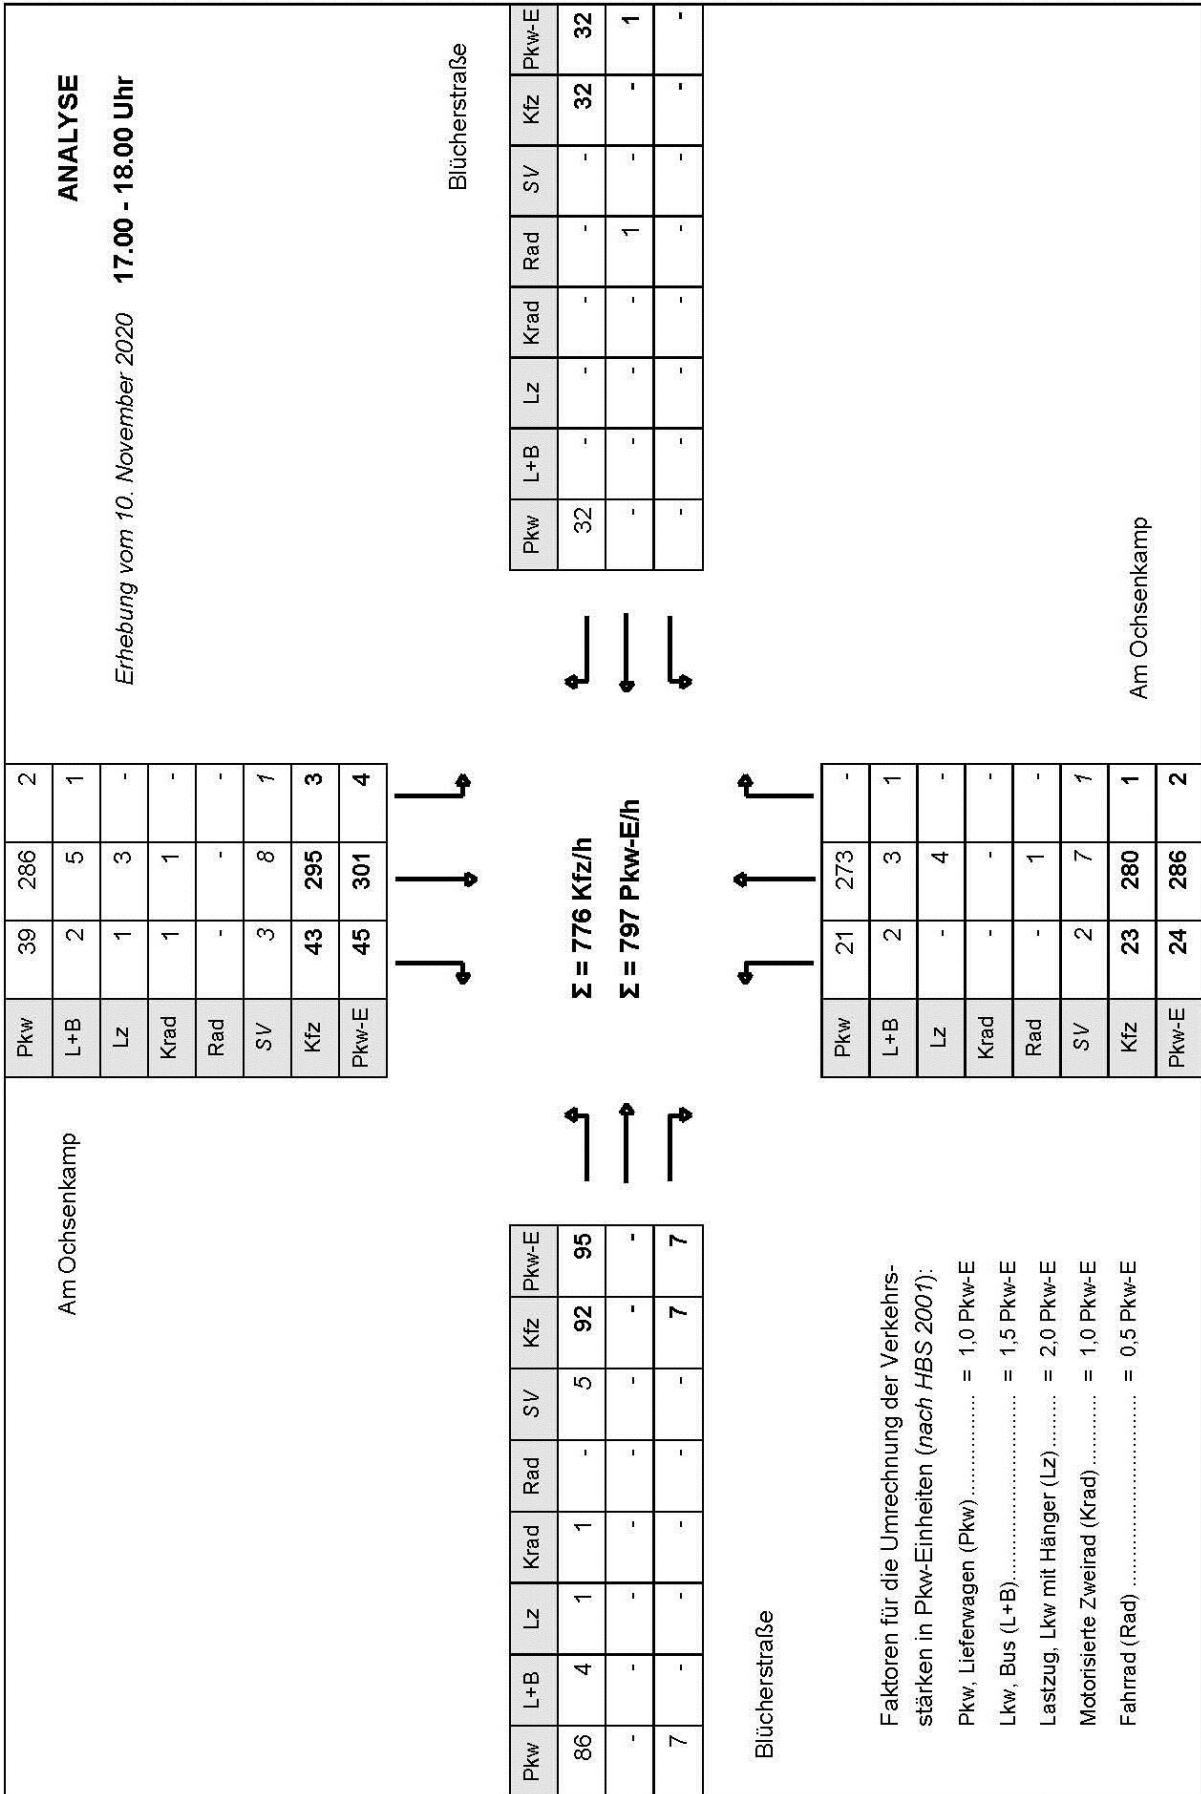 Am Ochsenkamp
Pkw 39 286 2
L+B 2 5 1
Lz 1 3 -
Krad 1 1 -
Rad - - -
SV 3 8 1
Kfz 43 295 3
Pkw-E 45 301 4
ANALYSE
Erhebung vom 10. November 2020 17.00 - 18.00 Uhr
Blücherstraße
Pkw L+B Lz Krad Rad SV Kfz Pkw-E
86 4 1 1 - 5 92 95
- - - - - - - -
7 - - - - - 7 7
Blücherstraße
Σ = 776 Kfz/h
Σ = 797 Pkw-E/h
Pkw L+B Lz Krad Rad SV Kfz Pkw-E
32 - - - - - 32 32
- - - - 1 - - 1
- - - - - - - -
Pkw 21 273 -
L+B 2 3 1
Lz - 4 -
Krad - - -
Rad - 1 -
SV 2 7 1
Kfz 23 280 1
Pkw-E 24 286 2
Am Ochsenkamp
Faktoren für die Umrechnung der Verkehrs-
stärken in Pkw-Einheiten (nach HBS 2001):
Pkw, Lieferwagen (Pkw)................. = 1,0 Pkw-E
Lkw, Bus (L+B)................................ = 1,5 Pkw-E
Lastzug, Lkw mit Hänger (Lz).......... = 2,0 Pkw-E
Motorisierte Zweirad (Krad)............. = 1,0 Pkw-E
Fahrrad (Rad) ................................. = 0,5 Pkw-E